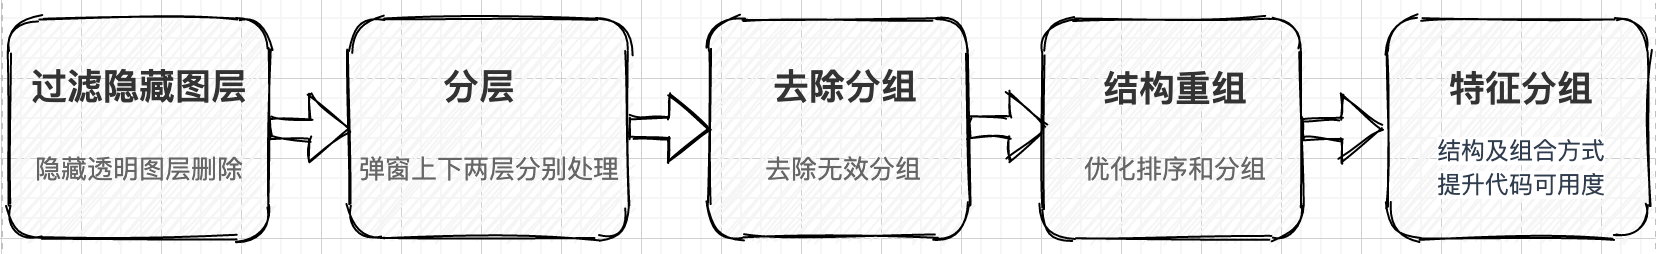 过滤隐藏图层
隐藏透明图层删除
分层
弹窗上下两层分别处理
去除分组
去除无效分组
结构重组
优化排序和分组
特征分组
结构及组合方式
提升代码可用度